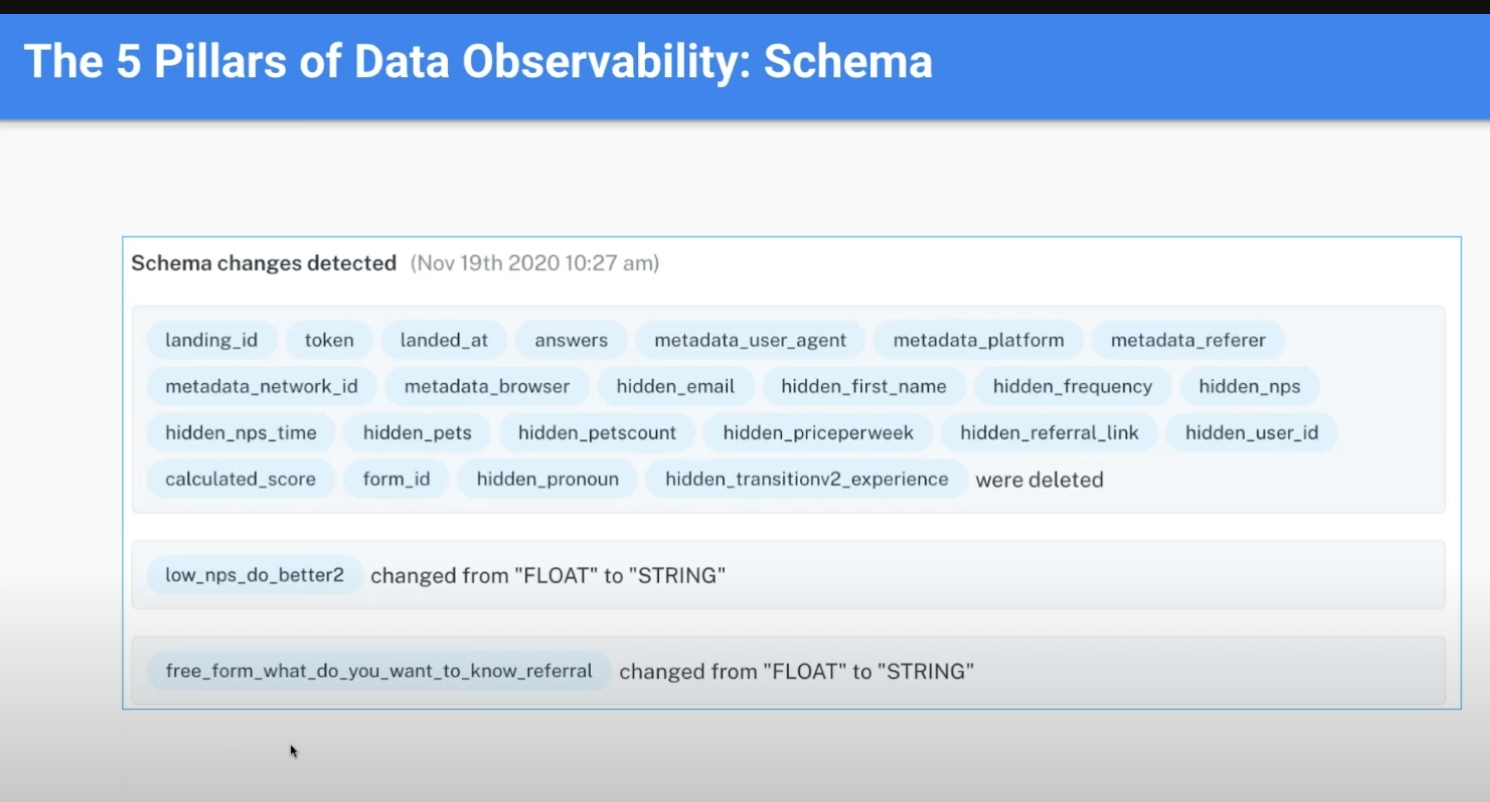 The 5 Pillars of Data Observability: Schema
Schema changes detected (Nov 19th 2020 10:27 am)
landing_id token landed_at answers metadata_user_agent metadata_platform metadata_referer
metadata_network_id metadata_browser hidden_email hidden_first_name hidden_frequency hidden_nps
hidden_nps_time hidden_pets hidden_petscount hidden_priceperweek hidden_referral_link hidden_user_id
calculated_score form_id hidden_pronoun hidden_transitionv2_experience were deleted
low_nps_do_better2 changed from "FLOAT" to "STRING"
free_form_what_do_you_want_to_know_referral changed from "FLOAT" to "STRING"